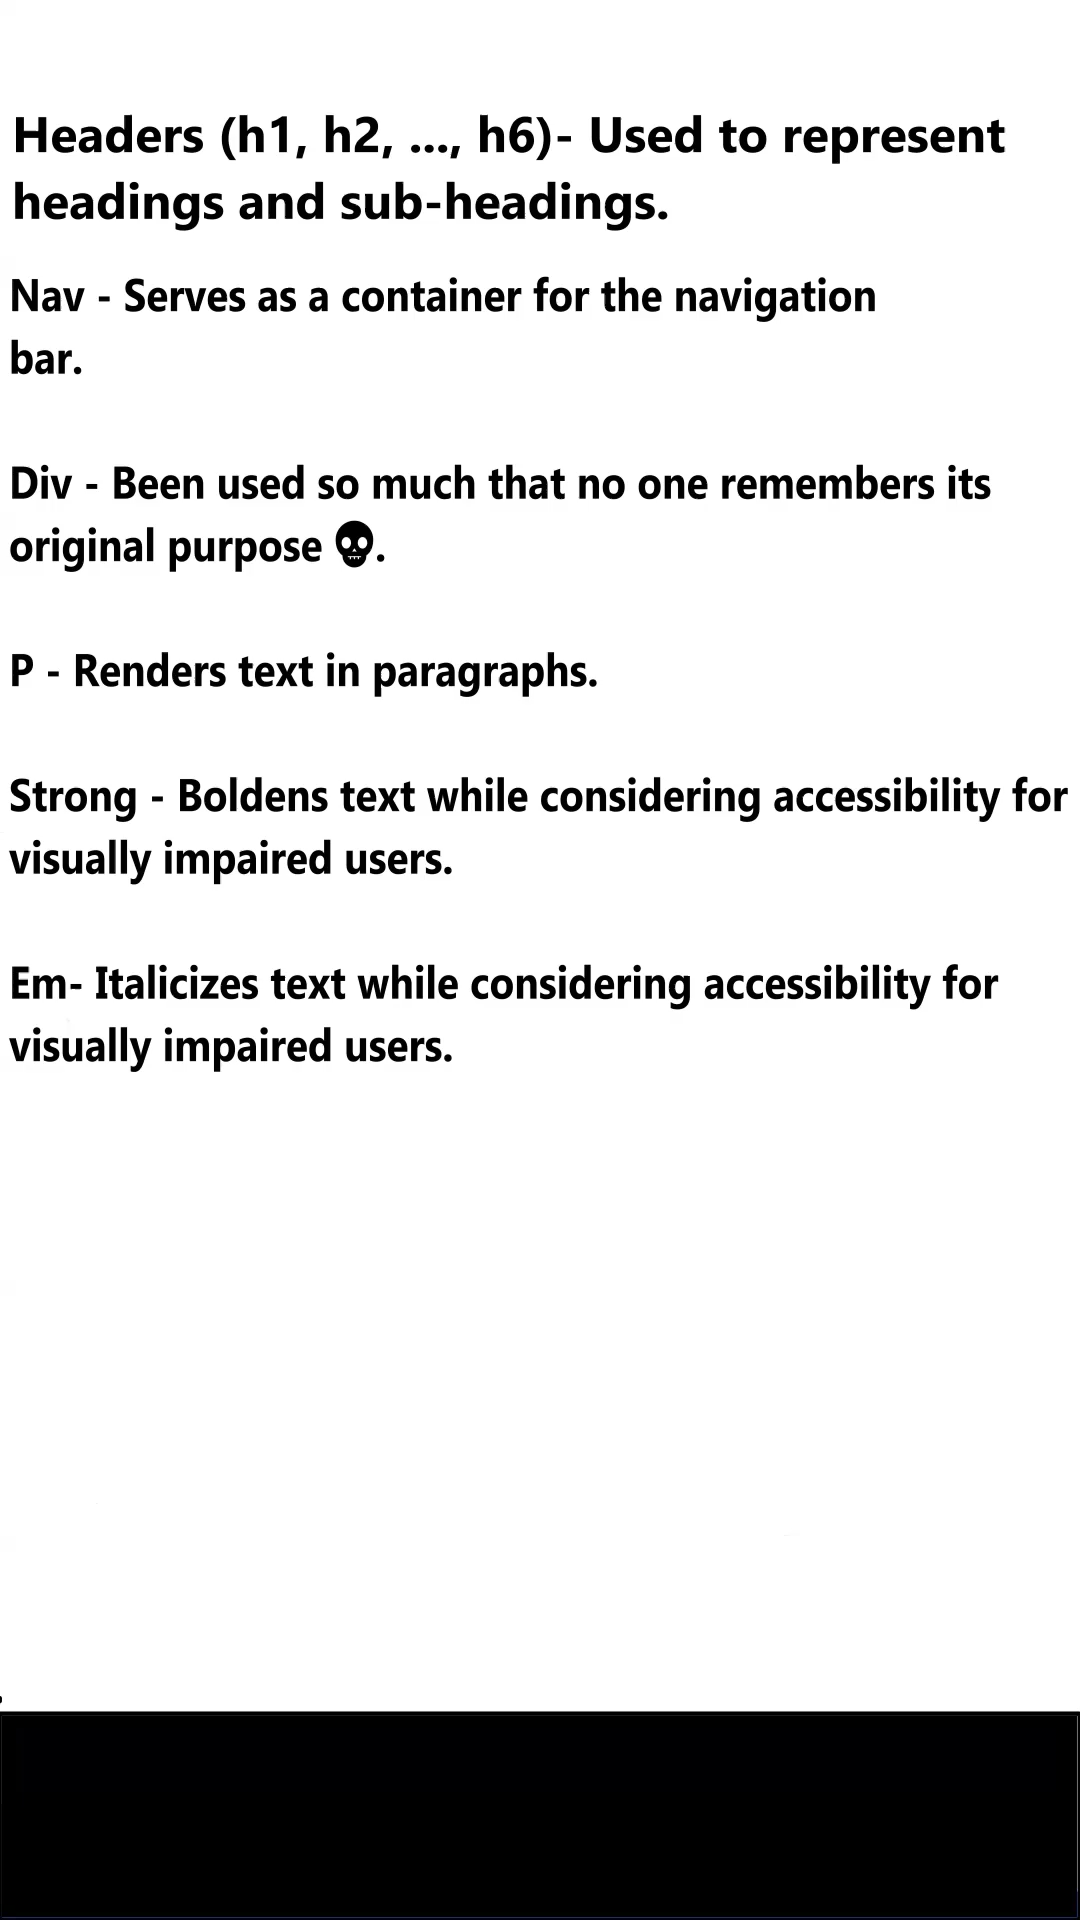 Headers (h1, h2, ..., h6)- Used to represent
headings and sub-headings.
Nav - Serves as a container for the navigation
bar.
Div - Been used so much that no one remembers its
original purpose 💀.
P - Renders text in paragraphs.
Strong - Boldens text while considering accessibility for
visually impaired users.
Em- Italicizes text while considering accessibility for
visually impaired users.